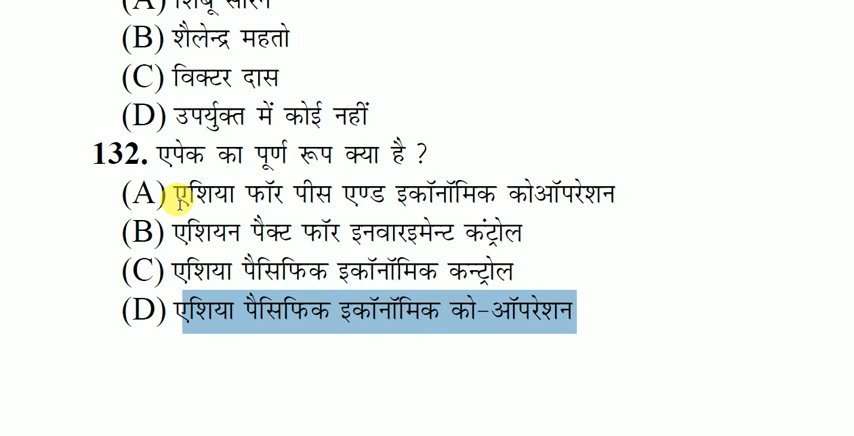 (A) शिबू सोरेन
(B) शैलेन्द्र महतो
(C) विक्टर दास
(D) उपर्युक्त में कोई नहीं
132. एपेक का पूर्ण रूप क्या है ?
(A) एशिया फॉर पीस एण्ड इकॉनॉमिक कोऑपरेशन
(B) एशियन पैक्ट फॉर इनवारइमेन्ट कंट्रोल
(C) एशिया पैसिफिक इकॉनॉमिक कन्ट्रोल
(D) एशिया पैसिफिक इकॉनॉमिक को-ऑपरेशन